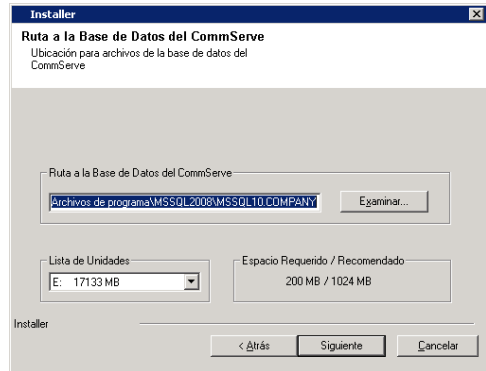 Installer
Ruta a la Base de Datos del CommServe
Ubicación para archivos de la base de datos del
CommServe
Ruta a la Base de Datos del CommServe
Archivos de programa\MSSQL2008\MSSQL10.COMPANY
Examinar...
Lista de Unidades
E: 17133 MB
Espacio Requerido / Recomendado
200 MB / 1024 MB
Installer
< Atrás
Siguiente
Cancelar